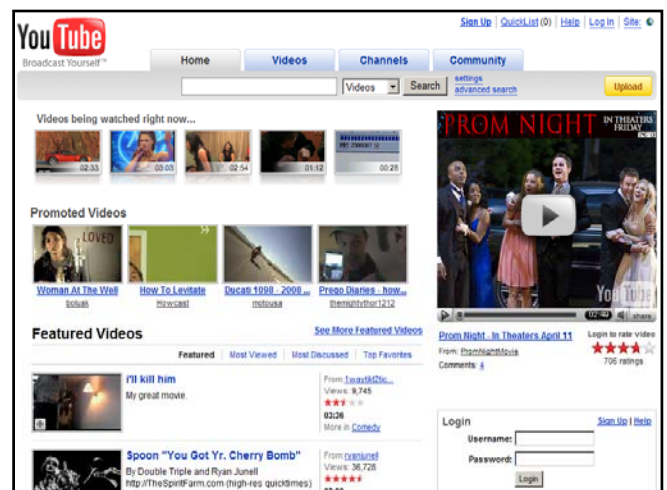 You Tube
Broadcast Yourself™
Sign Up | QuickList (0) | Help | Log In | Site:
Home
Videos
Channels
Community
Videos
Search
settings
advanced search
Upload
Videos being watched right now...
02:33
03:03
02:54
01:12
00:28
Promoted Videos
LOVED
Woman At The Well
boluak
How To Levitate
Howcast
Ducati 1098 - 2008 ...
motousa
Prego Diaries - how...
themightythor1212
Featured Videos
See More Featured Videos
Featured | Most Viewed | Most Discussed | Top Favorites
i'll kill him
My great movie.
From:
Views: 9,745
03:36
More in Comedy
Spoon "You Got Yr. Cherry Bomb"
By Double Triple and Ryan Junell
http://TheSpiritFarm.com (high-res quicktimes)
From: ryanjunell
Views: 36,728
PROM NIGHT
IN THEATERS
FRIDAY
You Tube
02:40
share
Prom Night - In Theaters April 11
From: PromNightMovie
Comments: 4
Login to rate video
706 ratings
Login
Sign Up | Help
Username:
Password:
Login